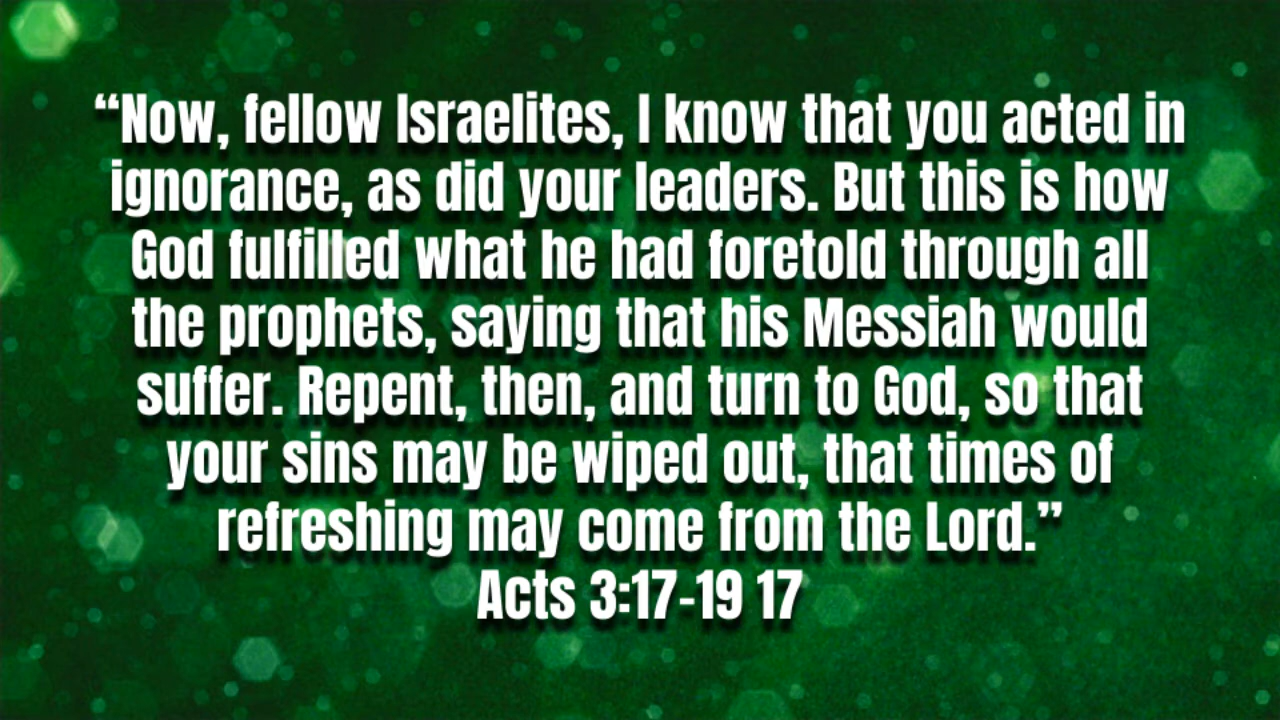 “Now, fellow Israelites, I know that you acted in
ignorance, as did your leaders. But this is how
God fulfilled what he had foretold through all
the prophets, saying that his Messiah would
suffer. Repent, then, and turn to God, so that
your sins may be wiped out, that times of
refreshing may come from the Lord.”
Acts 3:17-19 17